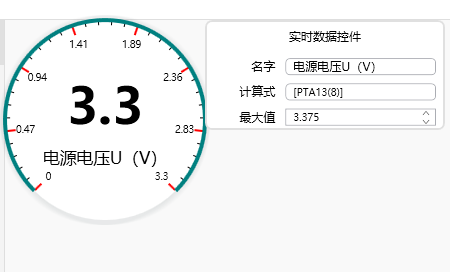 1.41
1.89
0.94
2.36
3.3
0.47
2.83
电源电压U（V）
0
3.3
实时数据控件
名字 电源电压U（V）
计算式 [PTA13(8)]
最大值 3.375